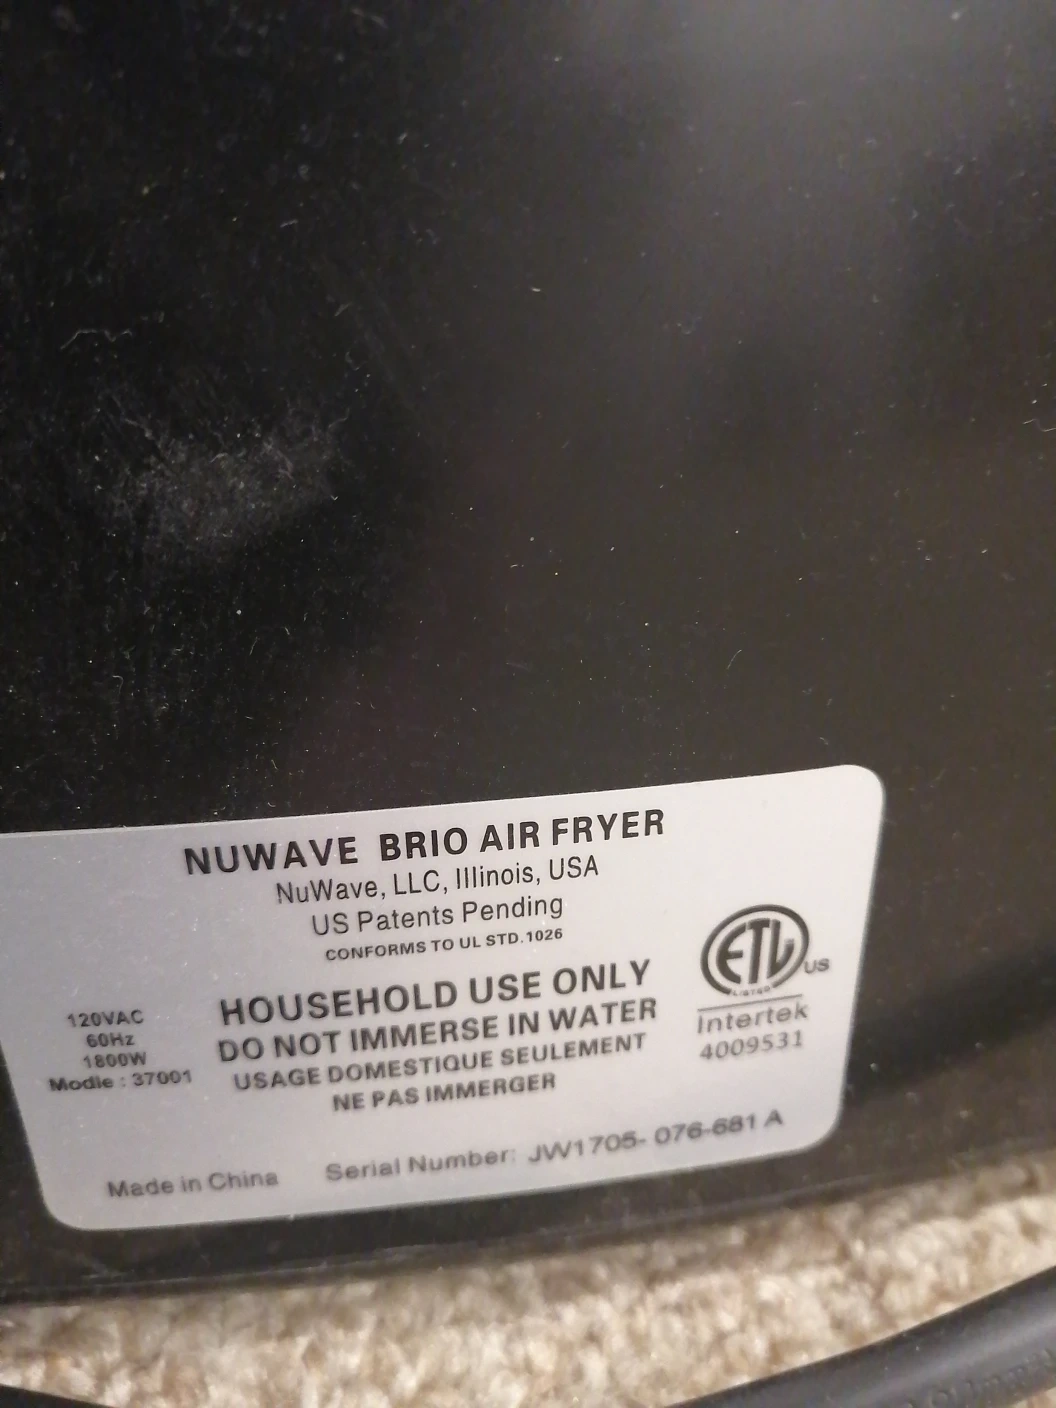 NUWAVE BRIO AIR FRYER
NuWave, LLC, Illinois, USA
US Patents Pending
CONFORMS TO UL STD.1026
HOUSEHOLD USE ONLY
DO NOT IMMERSE IN WATER
USAGE DOMESTIQUE SEULEMENT
NE PAS IMMERGER
120VAC
60Hz
1800W
Modle : 37001
ETL US
LISTED
Intertek
4009531
Made in China Serial Number: JW1705- 076-681 A